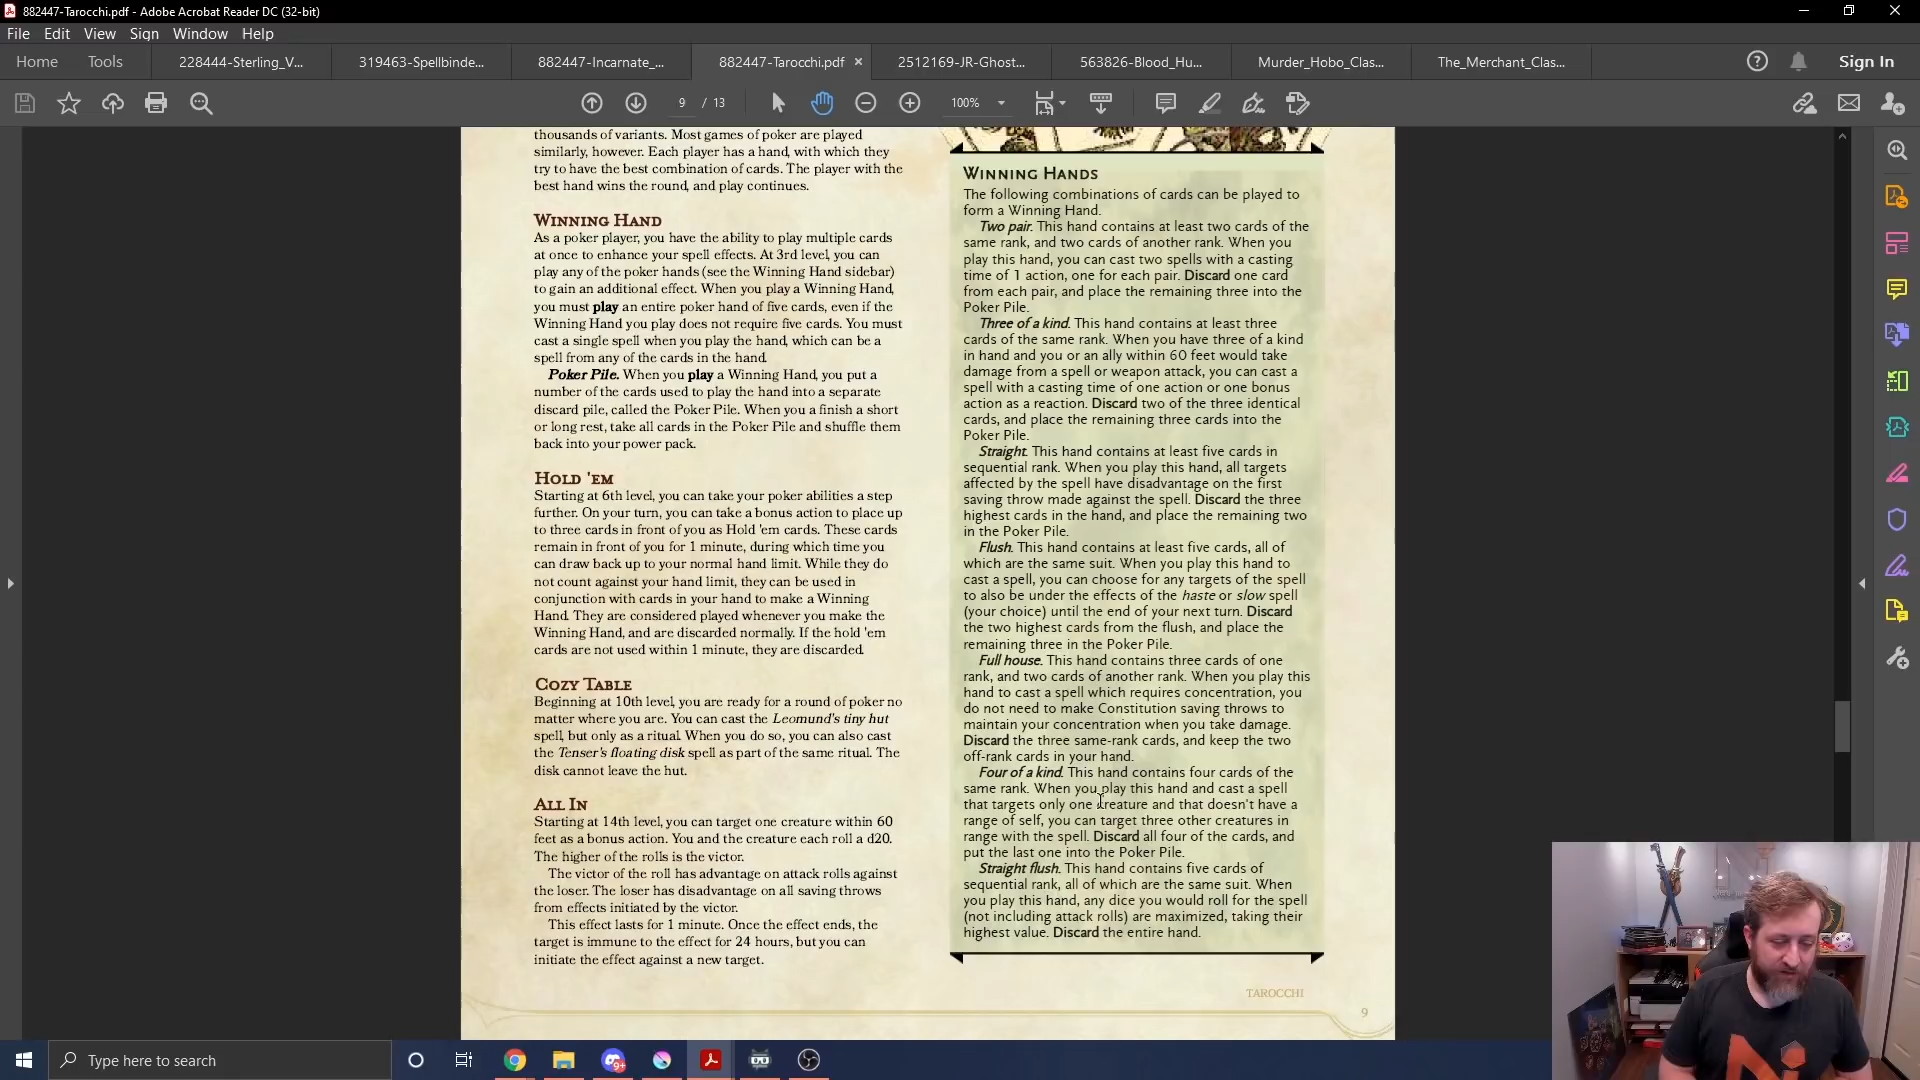 882447-Tarocchi.pdf - Adobe Acrobat Reader DC (32-bit)
File Edit View Sign Window Help
Home Tools 228444-Sterling_V... 319463-Spellbinde... 882447-Incarnate_... 882447-Tarocchi.pdf × 2512169-JR-Ghost... 563826-Blood_Hu... Murder_Hobo_Clas... The_Merchant_Clas... Sign In
9 / 13 100%
thousands of variants. Most games of poker are played
similarly, however. Each player has a hand, with which they
try to have the best combination of cards. The player with the
best hand wins the round, and play continues.
Winning Hand
As a poker player, you have the ability to play multiple cards
at once to enhance your spell effects. At 3rd level, you can
play any of the poker hands (see the Winning Hand sidebar)
to gain an additional effect. When you play a Winning Hand,
you must play an entire poker hand of five cards, even if the
Winning Hand you play does not require five cards. You must
cast a single spell when you play the hand, which can be a
spell from any of the cards in the hand.
Poker Pile. When you play a Winning Hand, you put a
number of the cards used to play the hand into a separate
discard pile, called the Poker Pile. When you a finish a short
or long rest, take all cards in the Poker Pile and shuffle them
back into your power pack.
Hold 'em
Starting at 6th level, you can take your poker abilities a step
further. On your turn, you can take a bonus action to place up
to three cards in front of you as Hold 'em cards. These cards
remain in front of you for 1 minute, during which time you
can draw back up to your normal hand limit. While they do
not count against your hand limit, they can be used in
conjunction with cards in your hand to make a Winning
Hand. They are considered played whenever you make the
Winning Hand, and are discarded normally. If the hold 'em
cards are not used within 1 minute, they are discarded.
Cozy Table
Beginning at 10th level, you are ready for a round of poker no
matter where you are. You can cast the Leomund's tiny hut
spell, but only as a ritual. When you do so, you can also cast
the Tenser's floating disk spell as part of the same ritual. The
disk cannot leave the hut.
All In
Starting at 14th level, you can target one creature within 60
feet as a bonus action. You and the creature each roll a d20.
The higher of the rolls is the victor.
The victor of the roll has advantage on attack rolls against
the loser. The loser has disadvantage on all saving throws
from effects initiated by the victor.
This effect lasts for 1 minute. Once the effect ends, the
target is immune to the effect for 24 hours, but you can
initiate the effect against a new target.
Winning Hands
The following combinations of cards can be played to
form a Winning Hand.
Two pair. This hand contains at least two cards of the
same rank, and two cards of another rank. When you
play this hand, you can cast two spells with a casting
time of 1 action, one for each pair. Discard one card
from each pair, and place the remaining three into the
Poker Pile.
Three of a kind. This hand contains at least three
cards of the same rank. When you have three of a kind
in hand and you or an ally within 60 feet would take
damage from a spell or weapon attack, you can cast a
spell with a casting time of one action or one bonus
action as a reaction. Discard two of the three identical
cards, and place the remaining three cards into the
Poker Pile.
Straight. This hand contains at least five cards in
sequential rank. When you play this hand, all targets
affected by the spell have disadvantage on the first
saving throw made against the spell. Discard the three
highest cards in the hand, and place the remaining two
in the Poker Pile.
Flush. This hand contains at least five cards, all of
which are the same suit. When you play this hand to
cast a spell, you can choose for any targets of the spell
to also be under the effects of the haste or slow spell
(your choice) until the end of your next turn. Discard
the two highest cards from the flush, and place the
remaining three in the Poker Pile.
Full house. This hand contains three cards of one
rank, and two cards of another rank. When you play this
hand to cast a spell which requires concentration, you
do not need to make Constitution saving throws to
maintain your concentration when you take damage.
Discard the three same-rank cards, and keep the two
off-rank cards in your hand.
Four of a kind. This hand contains four cards of the
same rank. When you play this hand and cast a spell
that targets only one creature and that doesn't have a
range of self, you can target three other creatures in
range with the spell. Discard all four of the cards, and
put the last one into the Poker Pile.
Straight flush. This hand contains five cards of
sequential rank, all of which are the same suit. When
you play this hand, any dice you would roll for the spell
(not including attack rolls) are maximized, taking their
highest value. Discard the entire hand.
TAROCCHI
9
Type here to search
9+